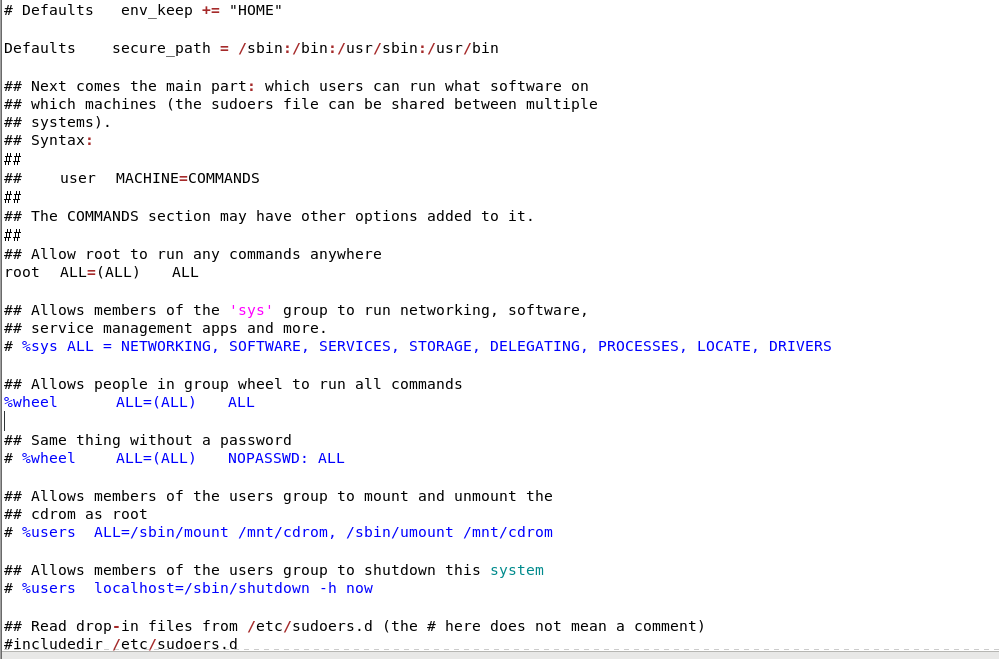 # Defaults   env_keep += "HOME"
Defaults    secure_path = /sbin:/bin:/usr/sbin:/usr/bin
## Next comes the main part: which users can run what software on
## which machines (the sudoers file can be shared between multiple
## systems).
## Syntax:
##
##    user  MACHINE=COMMANDS
##
## The COMMANDS section may have other options added to it.
##
## Allow root to run any commands anywhere
root  ALL=(ALL)   ALL
## Allows members of the 'sys' group to run networking, software,
## service management apps and more.
# %sys ALL = NETWORKING, SOFTWARE, SERVICES, STORAGE, DELEGATING, PROCESSES, LOCATE, DRIVERS
## Allows people in group wheel to run all commands
%wheel      ALL=(ALL)   ALL
## Same thing without a password
# %wheel    ALL=(ALL)   NOPASSWD: ALL
## Allows members of the users group to mount and unmount the
## cdrom as root
# %users  ALL=/sbin/mount /mnt/cdrom, /sbin/umount /mnt/cdrom
## Allows members of the users group to shutdown this system
# %users  localhost=/sbin/shutdown -h now
## Read drop-in files from /etc/sudoers.d (the # here does not mean a comment)
#includedir /etc/sudoers.d